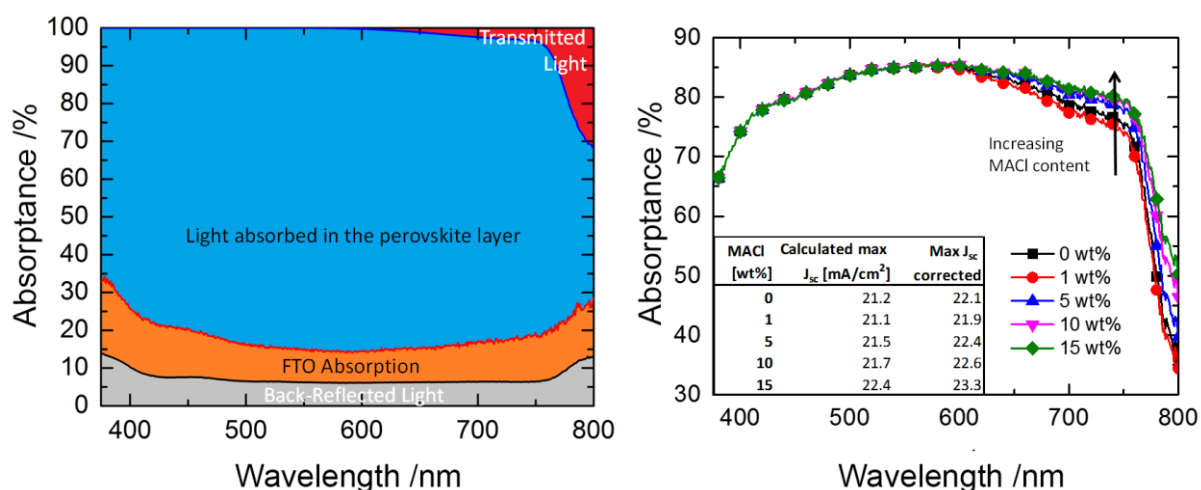 100
90
80
70
60
50
40
30
20
10
0
Absorptance /%
Transmitted
Light
Light absorbed in the perovskite layer
FTO Absorption
Back-Reflected Light
400 500 600 700 800
Wavelength /nm
90
80
70
60
50
40
30
Absorptance /%
Increasing
MACl content
MACl Calculated max Max Jsc
[wt%] Jsc [mA/cm²] corrected
0 21.2 22.1
1 21.1 21.9
5 21.5 22.4
10 21.7 22.6
15 22.4 23.3
0 wt%
1 wt%
5 wt%
10 wt%
15 wt%
400 500 600 700 800
Wavelength /nm